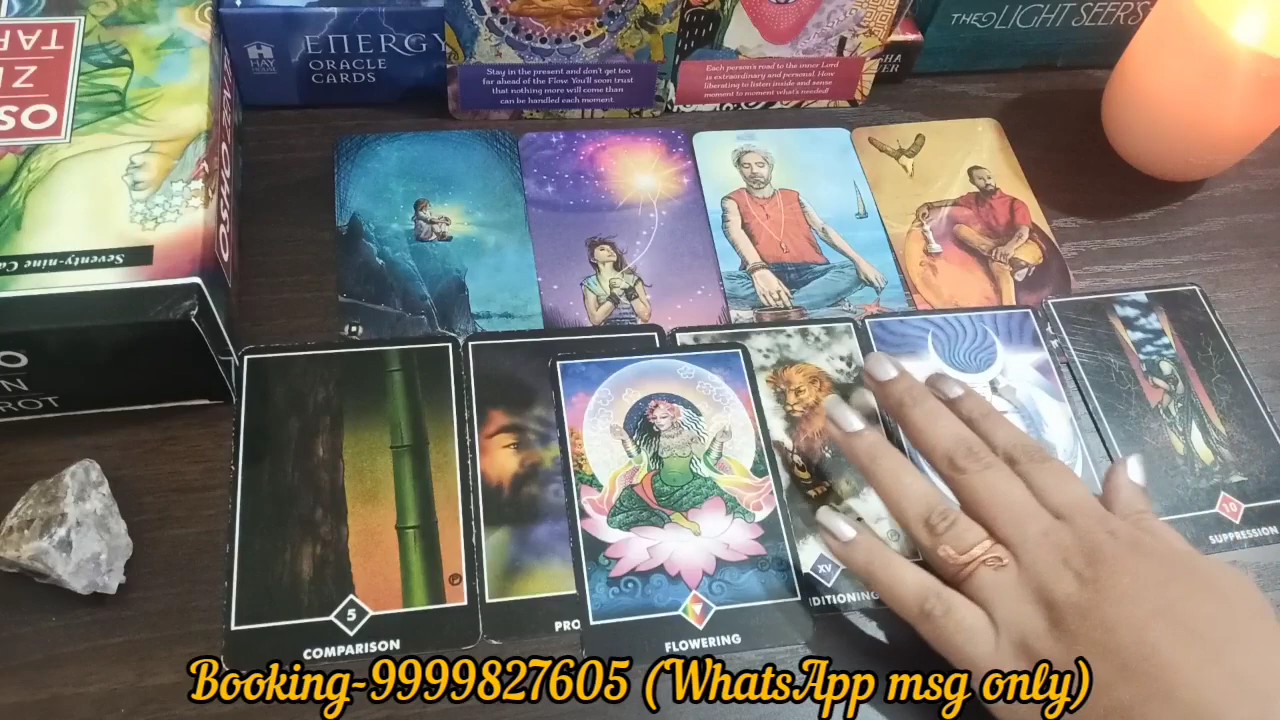 ENERGY
ORACLE
CARDS
HAY
HOUSE
Stay in the present and don't get too
far ahead of the Flow. You'll soon trust
that nothing more will come than
can be handled each moment.
Each person's road to the inner Lord
is extraordinary and personal. How
liberating to listen inside and sense
moment to moment what's needed!
THE LIGHT SEER'S
OSHO
ZEN
TAROT
Seventy-nine Ca
OSHO ZEN
TAROT
5
COMPARISON
PRO
FLOWERING
XV
DITIONING
10
SUPPRESSION
Booking-9999827605 (WhatsApp msg only)